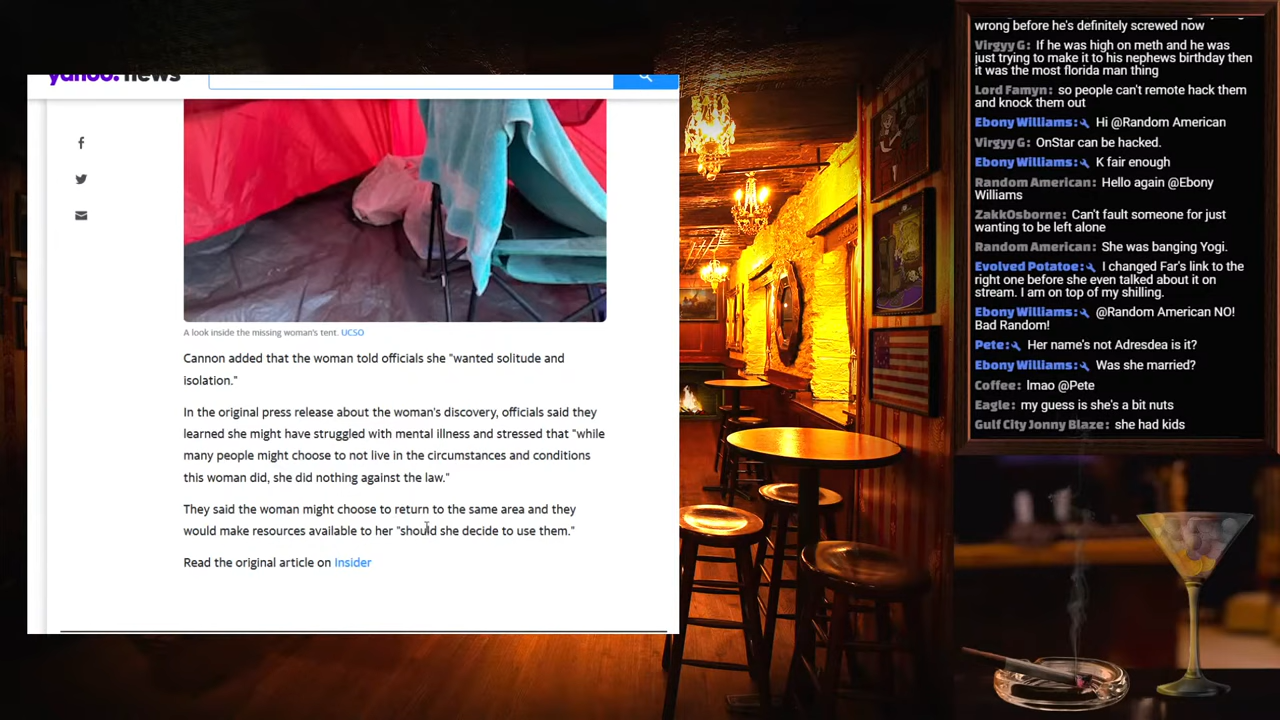 yahoo! news
A look inside the missing woman's tent. UCSO
Cannon added that the woman told officials she "wanted solitude and
isolation."
In the original press release about the woman's discovery, officials said they
learned she might have struggled with mental illness and stressed that "while
many people might choose to not live in the circumstances and conditions
this woman did, she did nothing against the law."
They said the woman might choose to return to the same area and they
would make resources available to her "should she decide to use them."
Read the original article on Insider
wrong before he's definitely screwed now
Virgyy G: If he was high on meth and he was
just trying to make it to his nephews birthday then
it was the most florida man thing
Lord Famyn: so people can't remote hack them
and knock them out
Ebony Williams: Hi @Random American
Virgyy G: OnStar can be hacked.
Ebony Williams: K fair enough
Random American: Hello again @Ebony
Williams
ZakkOsborne: Can't fault someone for just
wanting to be left alone
Random American: She was banging Yogi.
Evolved Potatoe: I changed Far's link to the
right one before she even talked about it on
stream. I am on top of my shilling.
Ebony Williams: @Random American NO!
Bad Random!
Pete: Her name's not Adresdea is it?
Ebony Williams: Was she married?
Coffee: lmao @Pete
Eagle: my guess is she's a bit nuts
Gulf City Jonny Blaze: she had kids